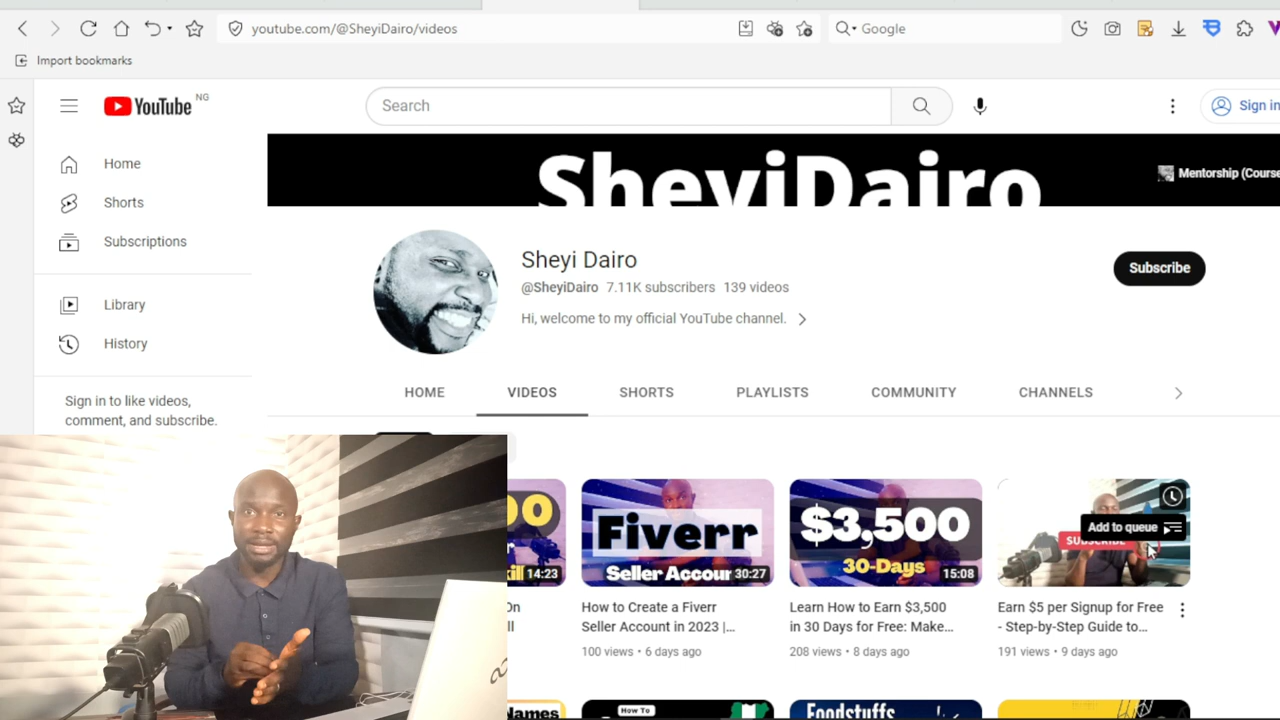 youtube.com/@SheyiDairo/videos
Google
Import bookmarks
YouTube NG
Search
Sign in
Home
Shorts
Subscriptions
Library
History
Sign in to like videos,
comment, and subscribe.
SheyiDairo
Mentorship (Course
Sheyi Dairo
@SheyiDairo 7.11K subscribers 139 videos
Hi, welcome to my official YouTube channel.
Subscribe
HOME VIDEOS SHORTS PLAYLISTS COMMUNITY CHANNELS
14:23
Fiverr
Seller Accoun 30:27
$3,500
30-Days
15:08
Add to queue
SUBSCRIBE
How to Create a Fiverr
Seller Account in 2023 |...
100 views • 6 days ago
Learn How to Earn $3,500
in 30 Days for Free: Make...
208 views • 8 days ago
Earn $5 per Signup for Free
- Step-by-Step Guide to...
191 views • 9 days ago
How To
Foodstuffs